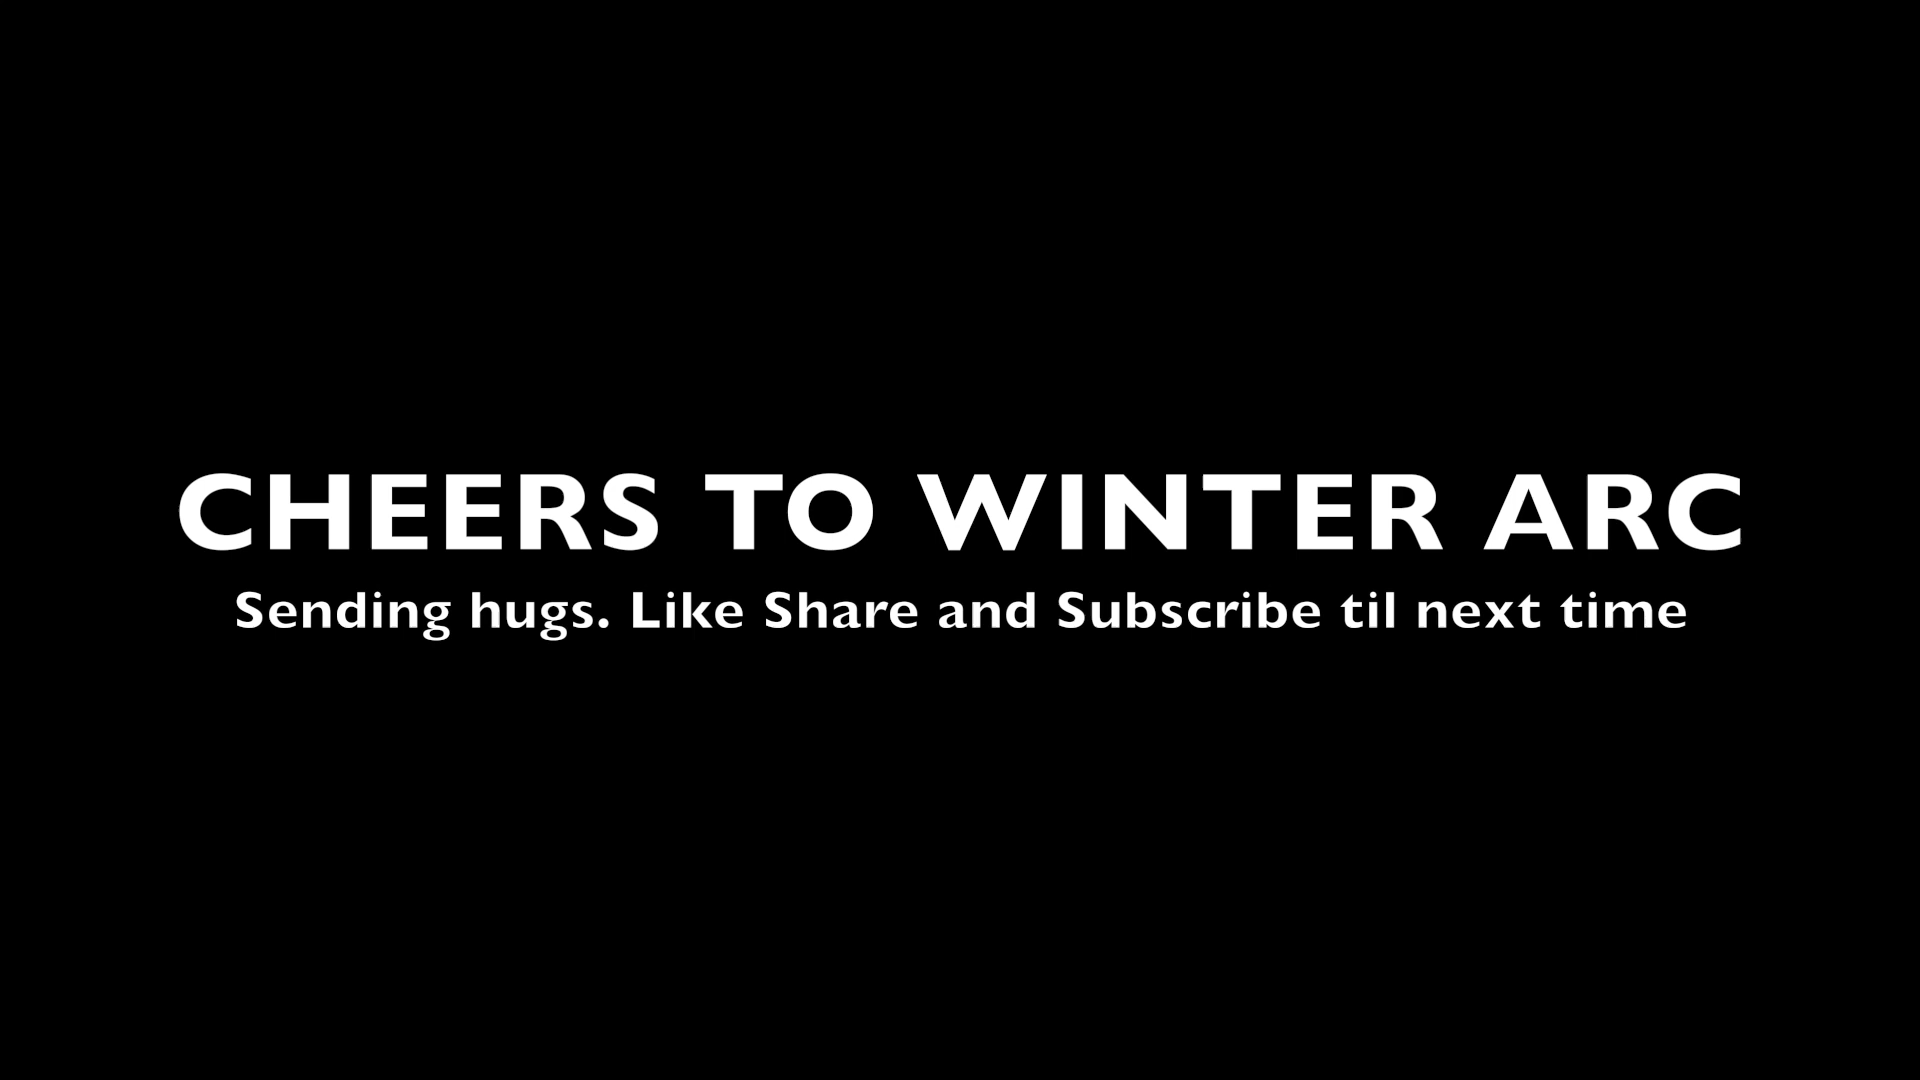 CHEERS TO WINTER ARC
Sending hugs. Like Share and Subscribe til next time